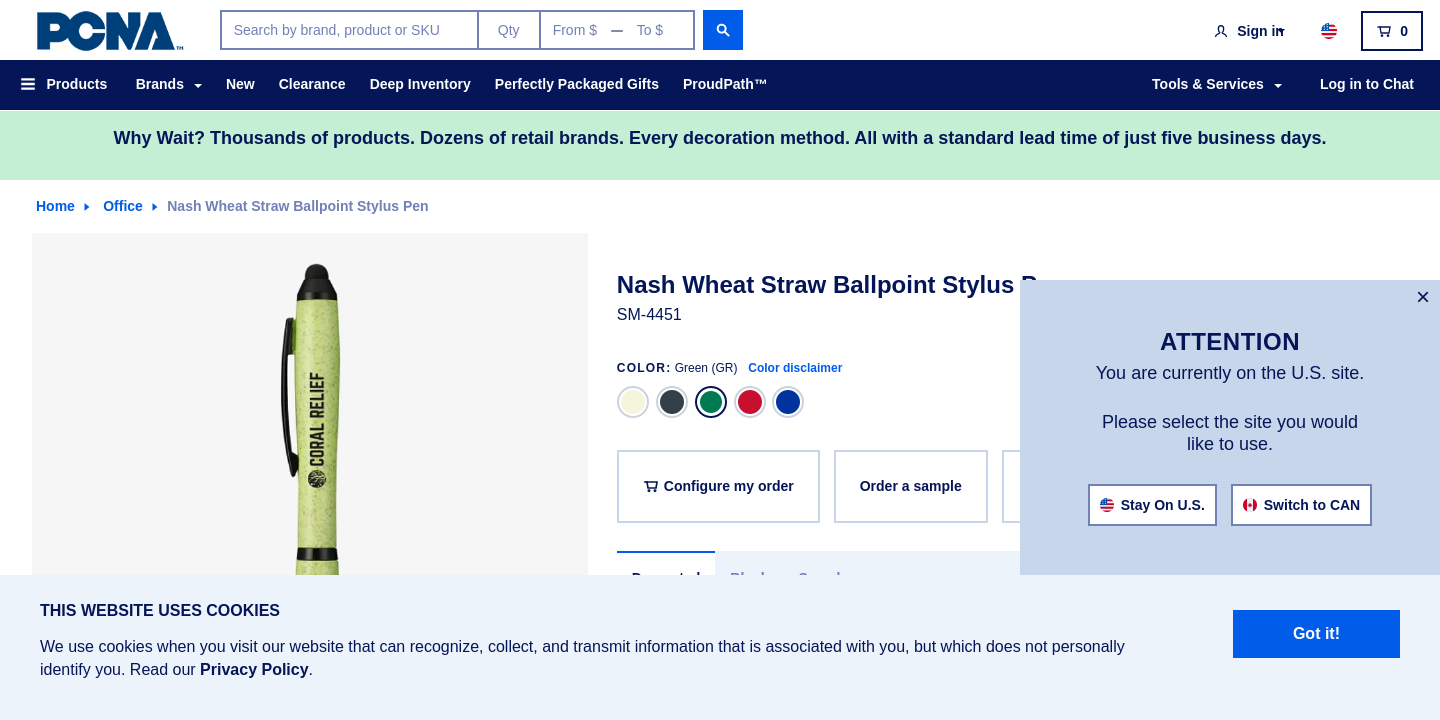 PCNA™
Search by brand, product or SKU
Qty
From $ — To $
Sign in
0
Products
Brands
New
Clearance
Deep Inventory
Perfectly Packaged Gifts
ProudPath™
Tools & Services
Log in to Chat
Why Wait? Thousands of products. Dozens of retail brands. Every decoration method. All with a standard lead time of just five business days.
Home
Office
Nash Wheat Straw Ballpoint Stylus Pen
CORAL RELIEF
Nash Wheat Straw Ballpoint Stylus
SM-4451
COLOR: Green (GR) Color disclaimer
Configure my order
Order a sample
×
ATTENTION
You are currently on the U.S. site.
Please select the site you would
like to use.
Stay On U.S.
Switch to CAN
THIS WEBSITE USES COOKIES
We use cookies when you visit our website that can recognize, collect, and transmit information that is associated with you, but which does not personally
identify you. Read our Privacy Policy.
Got it!